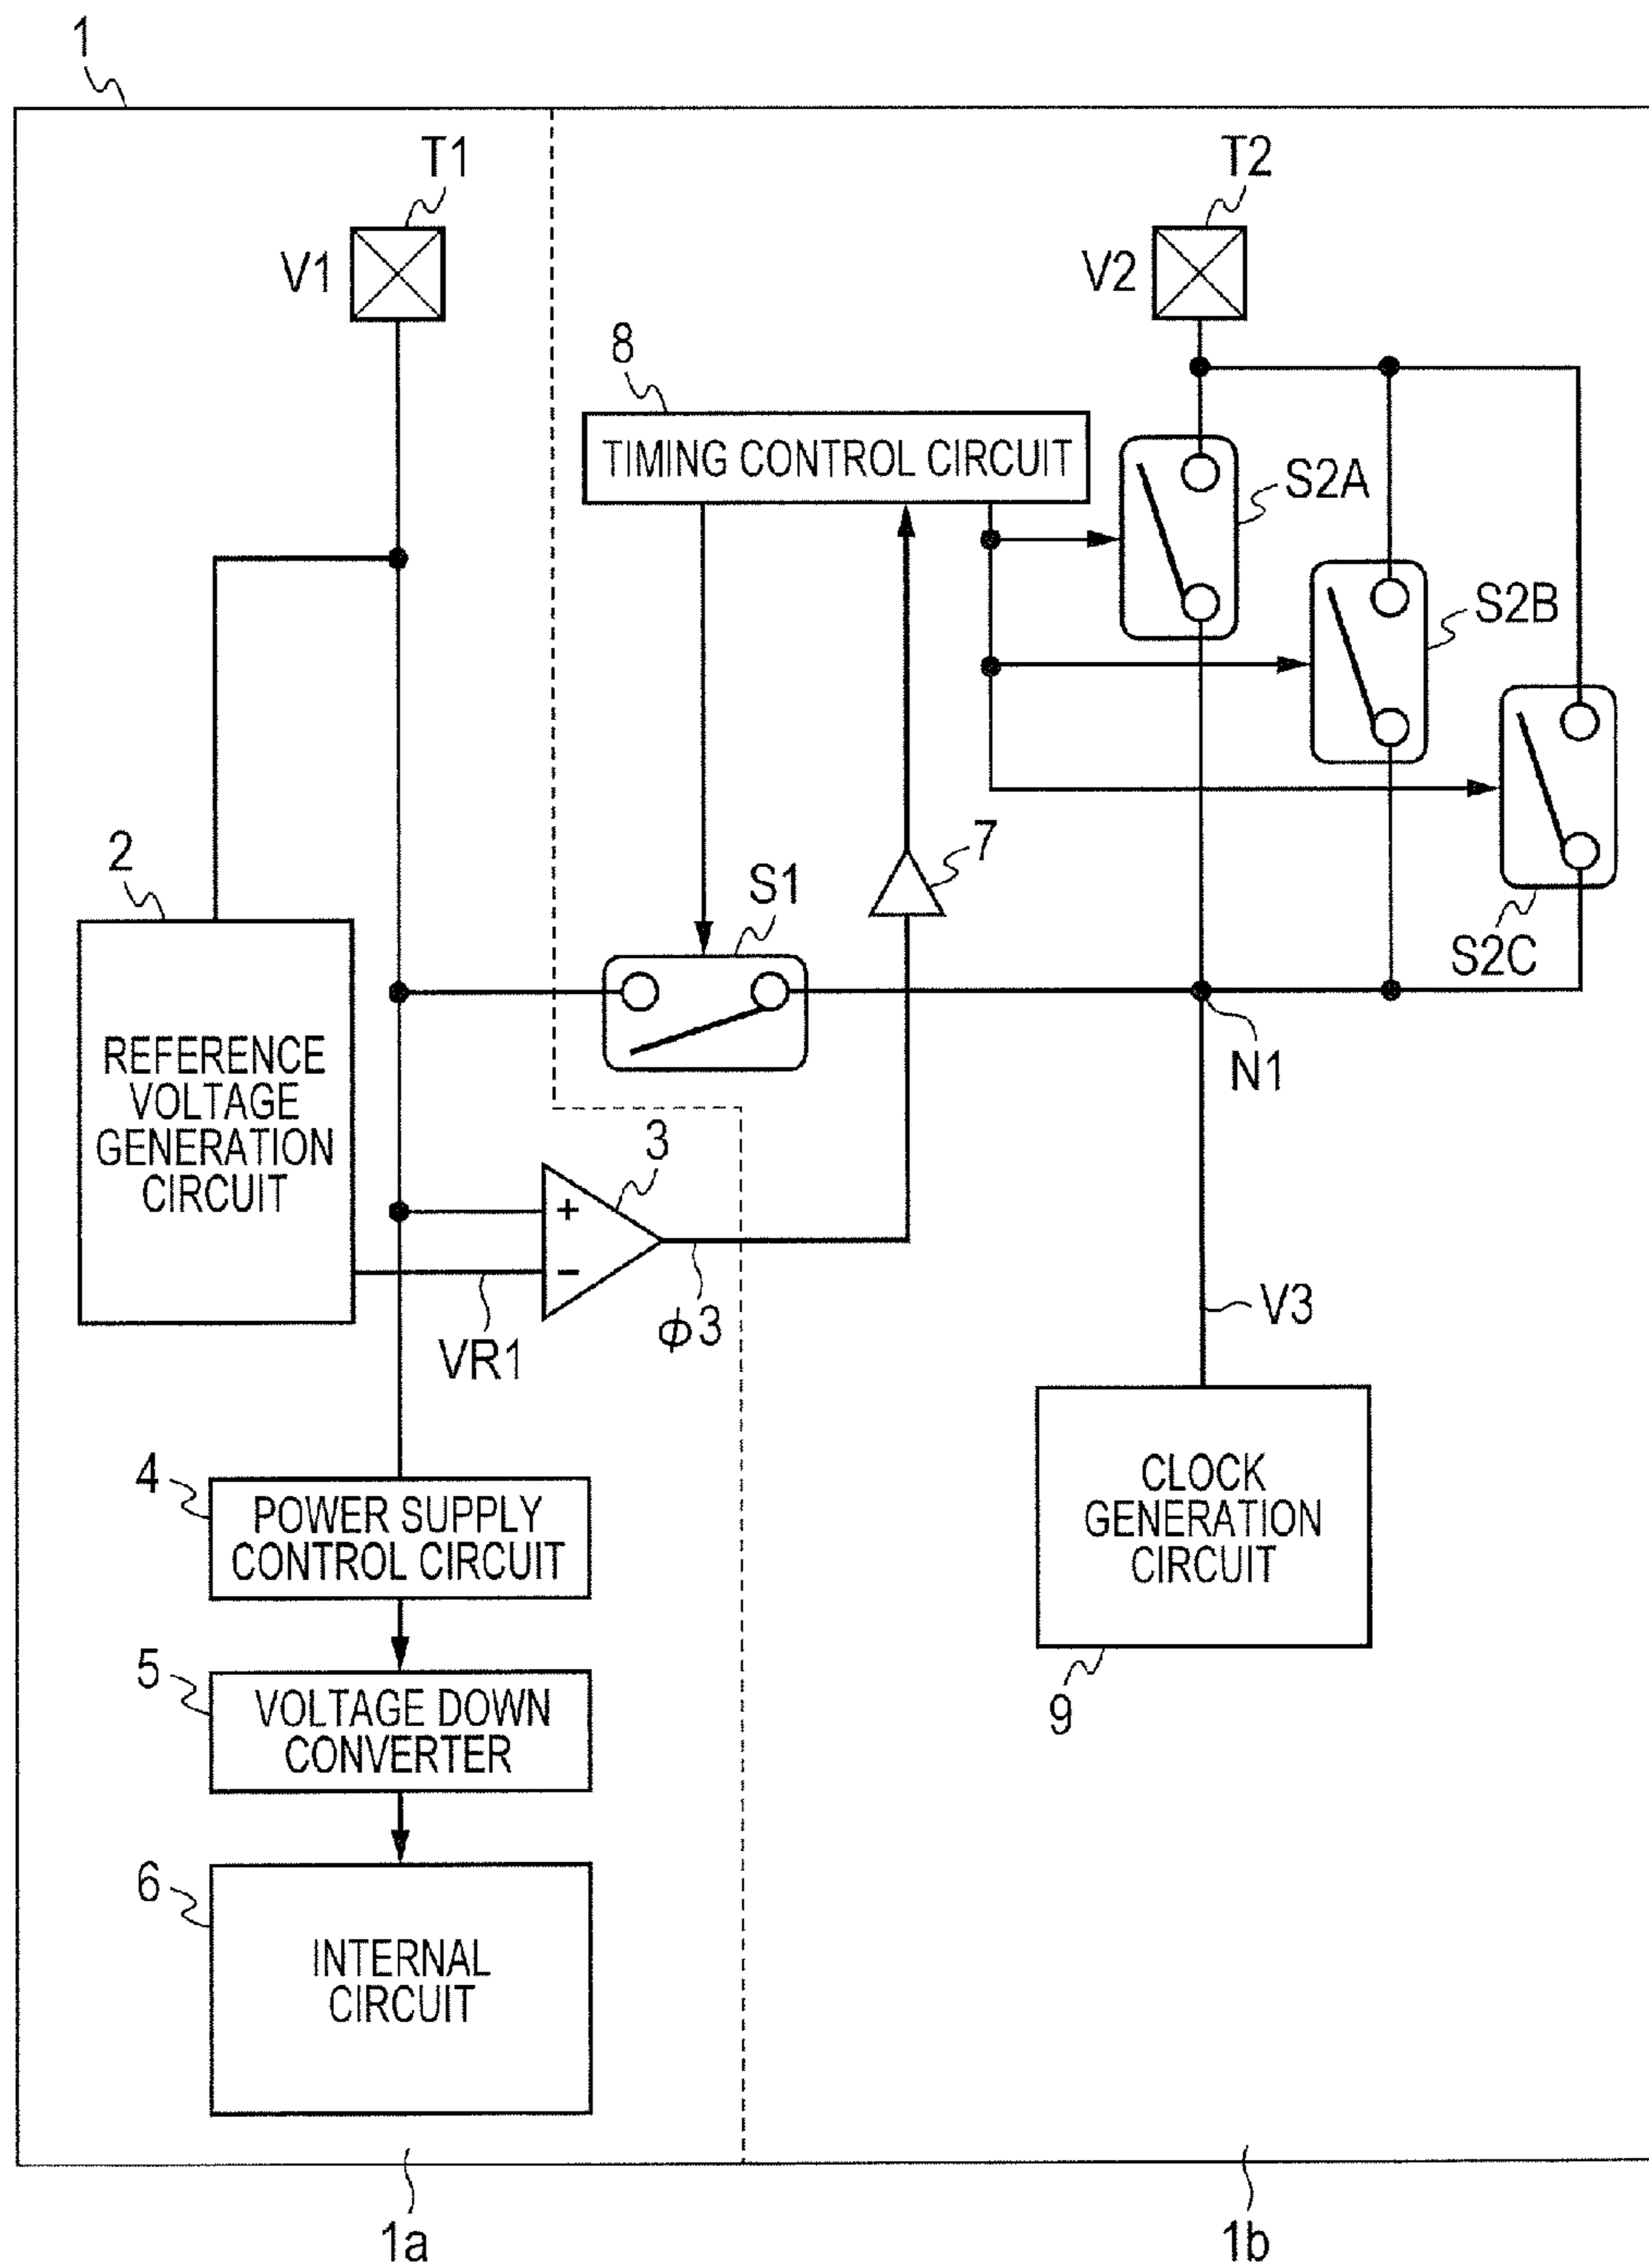 1
T1
T2
V1
V2
8
TIMING CONTROL CIRCUIT
S2A
S2B
2
7
S1
S2C
REFERENCE
VOLTAGE
GENERATION
CIRCUIT
N1
3
+
−
VR1
ϕ3
V3
4
POWER SUPPLY
CONTROL CIRCUIT
CLOCK
GENERATION
CIRCUIT
5
VOLTAGE DOWN
CONVERTER
9
6
INTERNAL
CIRCUIT
1a
1b